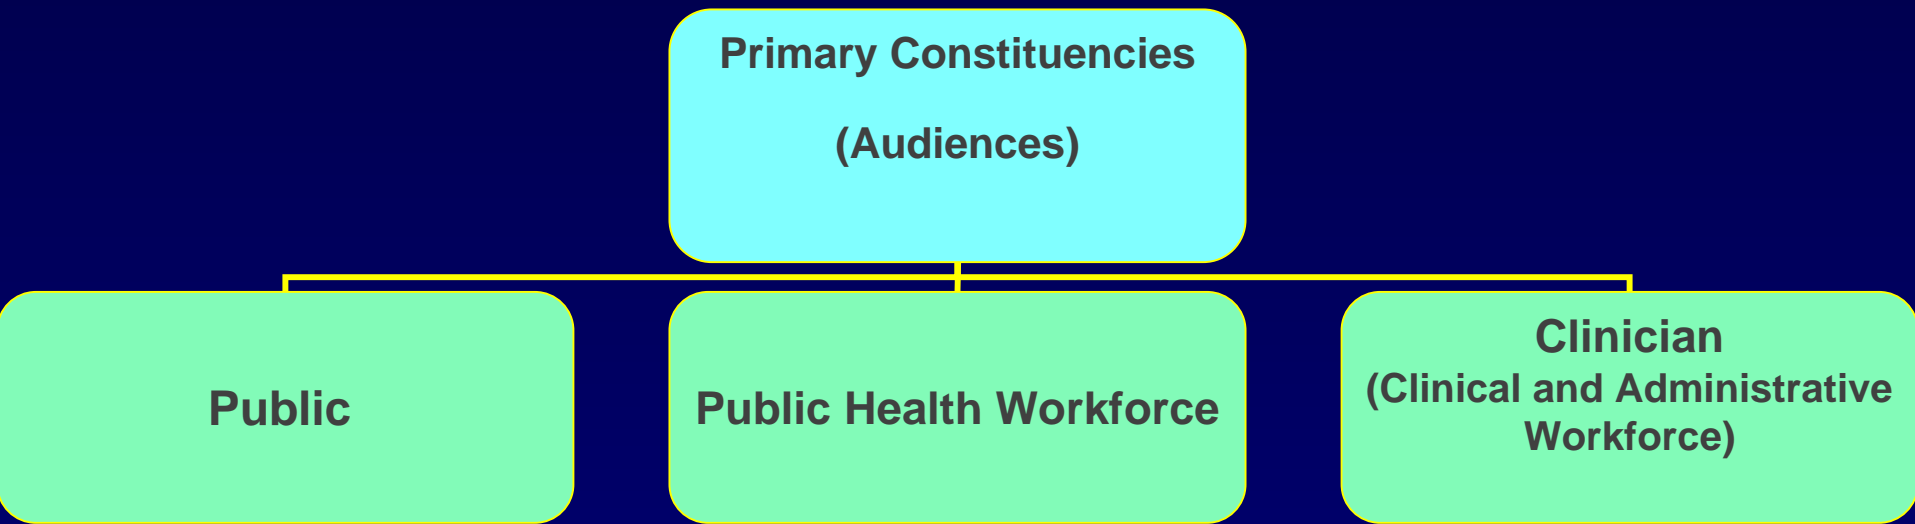 Primary Constituencies
(Audiences)
Public
Public Health Workforce
Clinician
(Clinical and Administrative
Workforce)